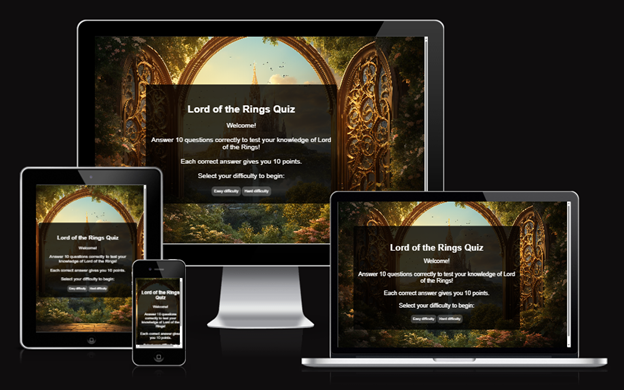 Lord of the Rings Quiz
Welcome!
Answer 10 questions correctly to test your knowledge of Lord
of the Rings!
Each correct answer gives you 10 points.
Select your difficulty to begin:
Easy difficulty Hard difficulty
Lord of the Rings Quiz
Welcome!
Answer 10 questions correctly to test your
knowledge of Lord of the Rings!
Each correct answer gives you 10 points.
Select your difficulty to begin:
Easy difficulty Hard difficulty
Lord of the Rings
Quiz
Welcome!
Answer 10 questions
correctly to test your
knowledge of Lord of the
Rings!
Each correct answer gives
you 10 points.
Lord of the Rings Quiz
Welcome!
Answer 10 questions correctly to test your knowledge of Lord
of the Rings!
Each correct answer gives you 10 points.
Select your difficulty to begin:
Easy difficulty Hard difficulty